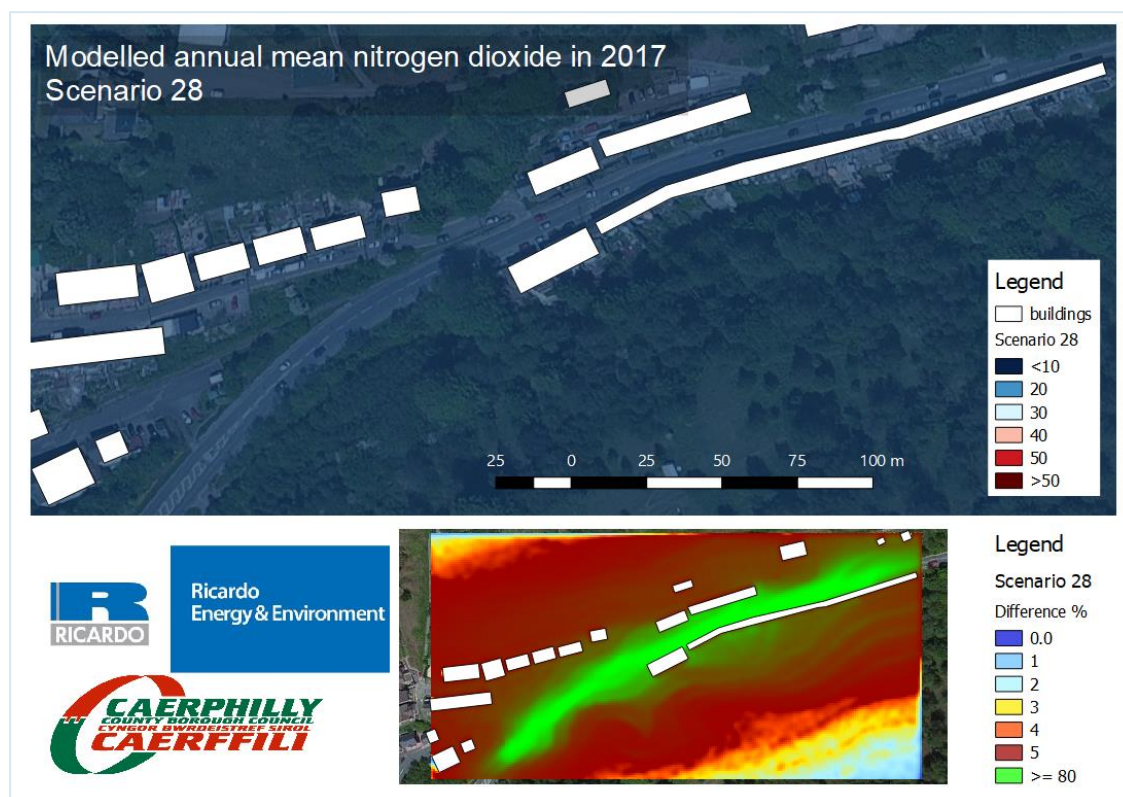 Modelled annual mean nitrogen dioxide in 2017
Scenario 28
25 0 25 50 75 100 m
Legend
buildings
Scenario 28
<10
20
30
40
50
>50
R
RICARDO
Ricardo
Energy & Environment
CAERPHILLY
COUNTY BOROUGH COUNCIL
CYNGOR BWRDEISTREF SIROL
CAERFFILI
Legend
Scenario 28
Difference %
0.0
1
2
3
4
5
>= 80